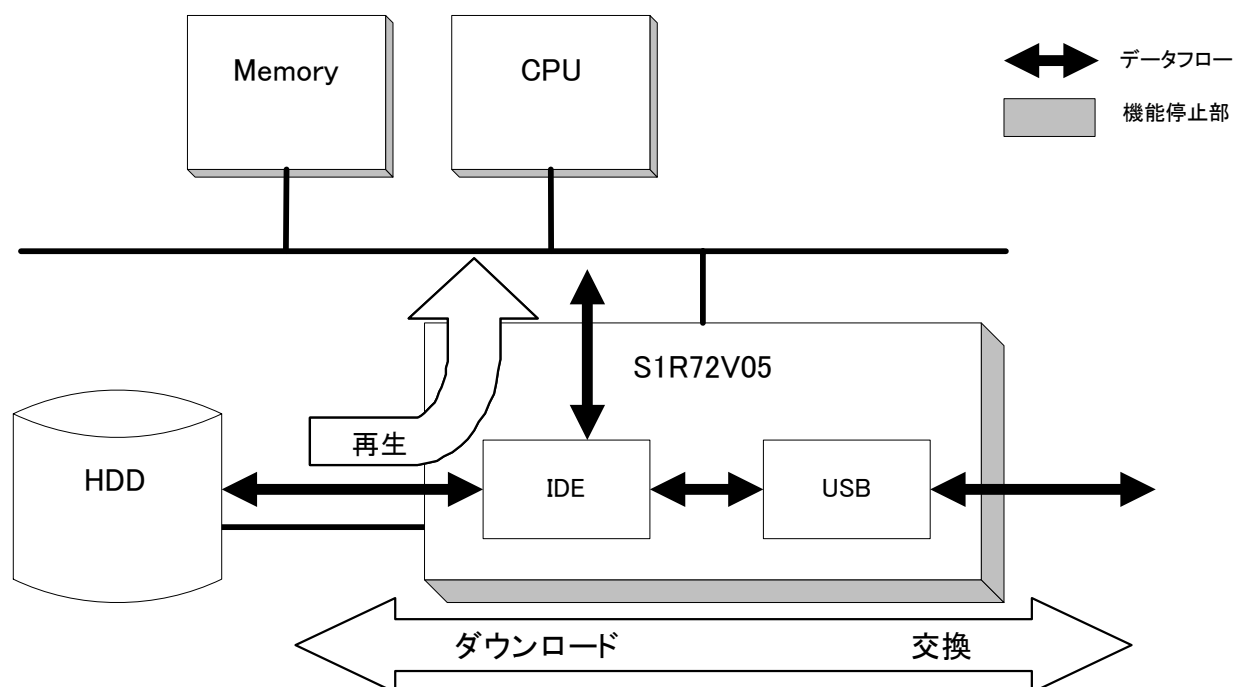 Memory
CPU
データフロー
機能停止部
S1R72V05
再生
HDD
IDE
USB
ダウンロード 交換